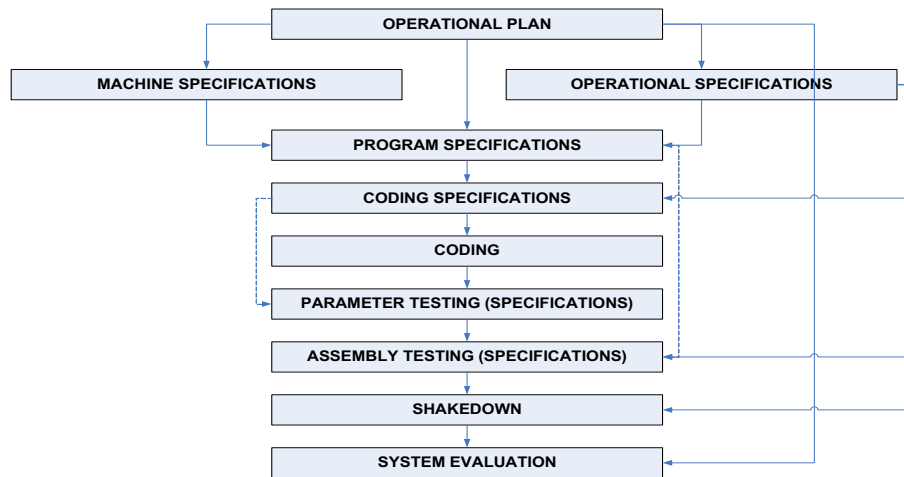 OPERATIONAL PLAN
MACHINE SPECIFICATIONS
OPERATIONAL SPECIFICATIONS
PROGRAM SPECIFICATIONS
CODING SPECIFICATIONS
CODING
PARAMETER TESTING (SPECIFICATIONS)
ASSEMBLY TESTING (SPECIFICATIONS)
SHAKEDOWN
SYSTEM EVALUATION